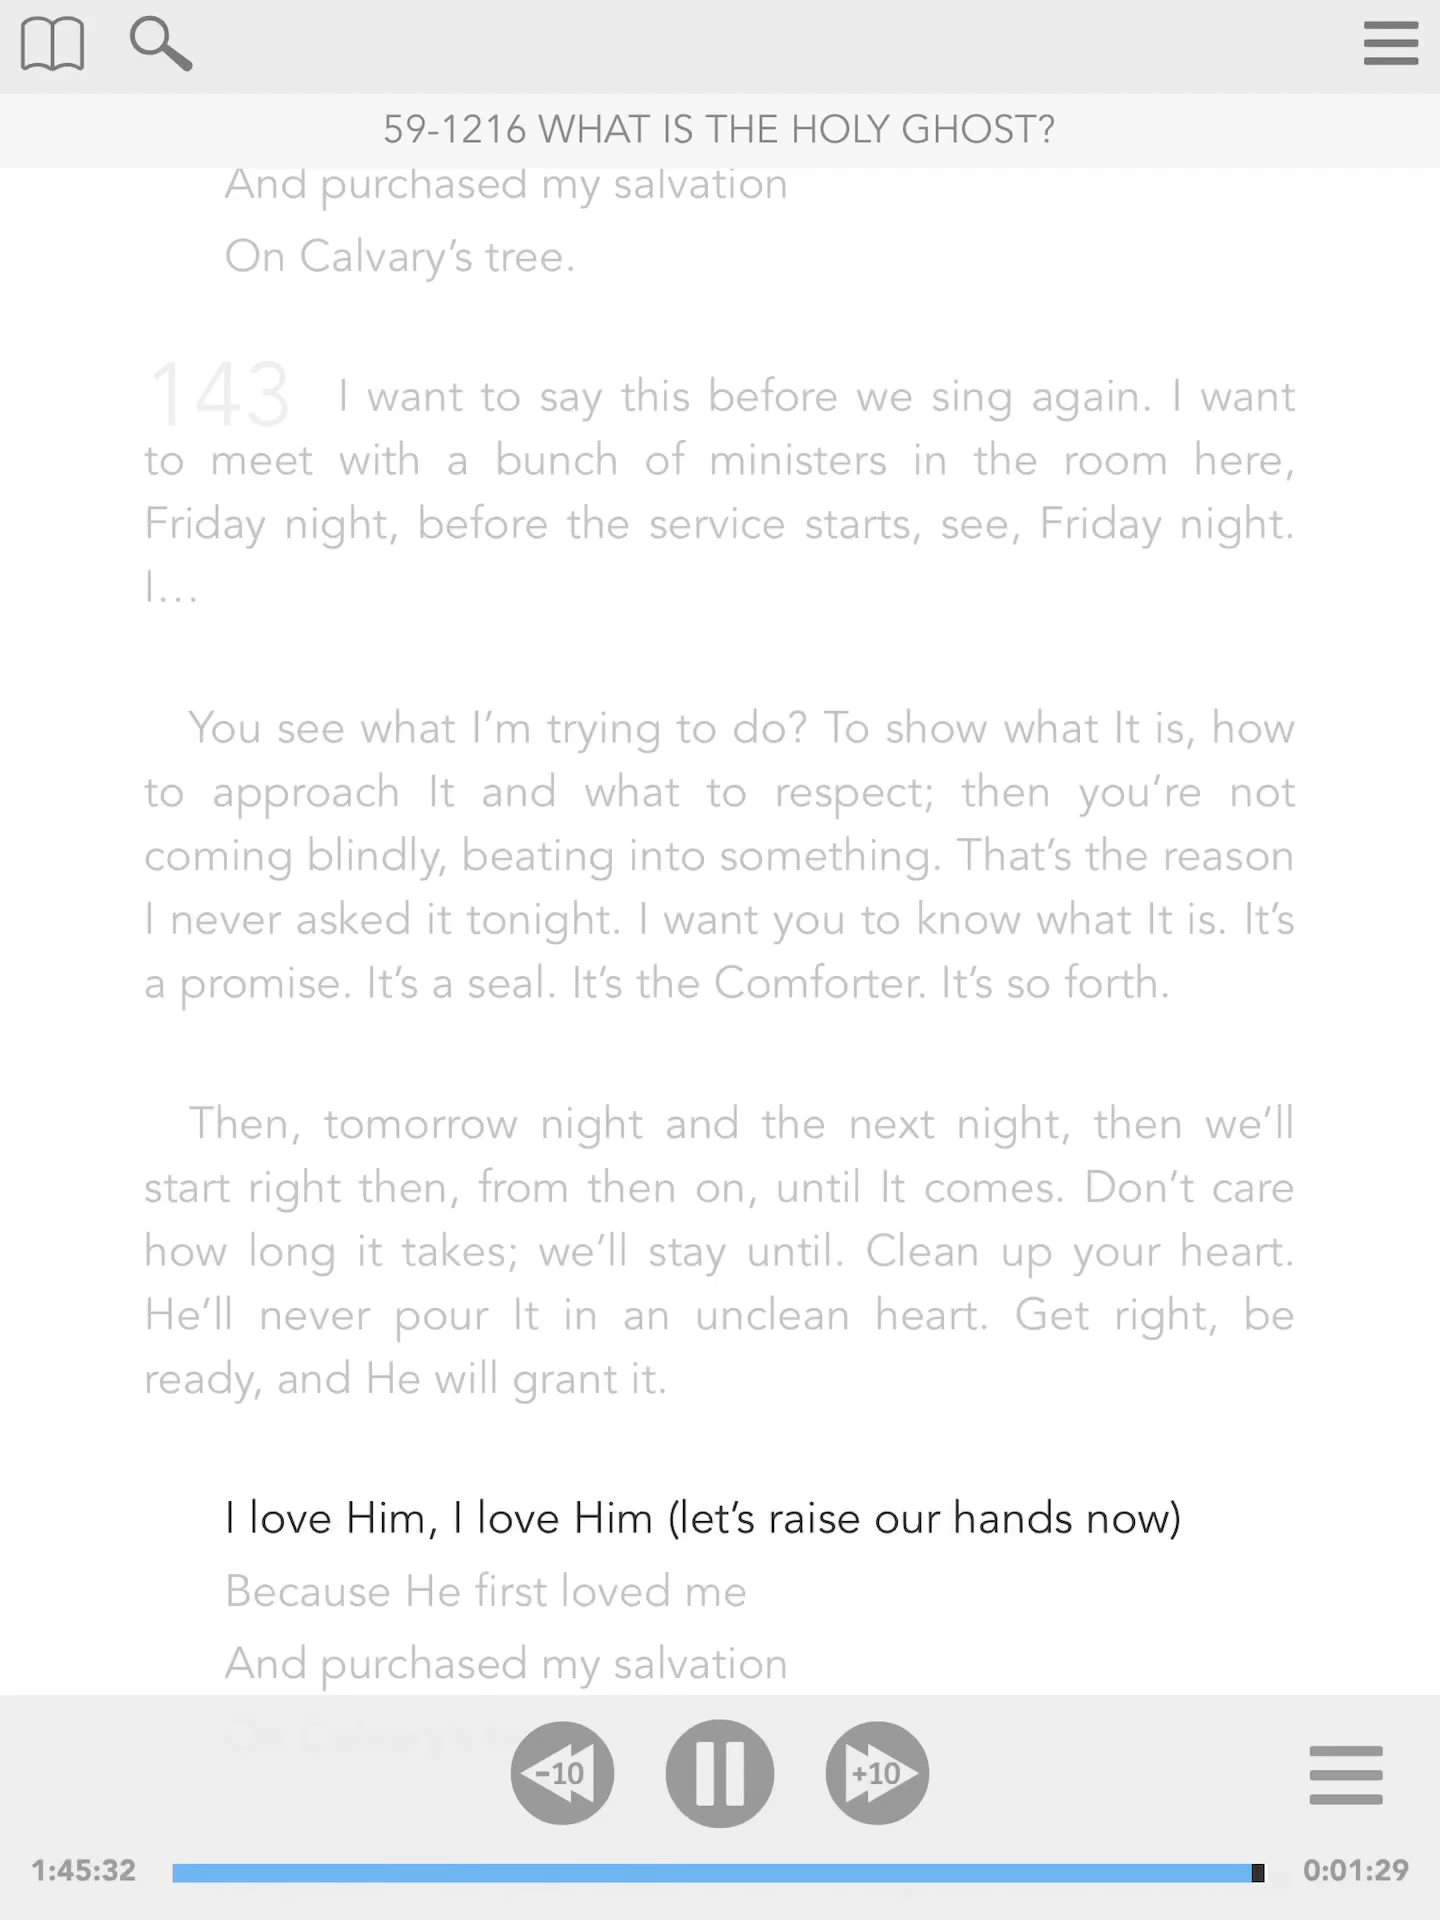 59-1216 WHAT IS THE HOLY GHOST?
And purchased my salvation
On Calvary’s tree.
143 I want to say this before we sing again. I want
to meet with a bunch of ministers in the room here,
Friday night, before the service starts, see, Friday night.
I…
You see what I’m trying to do? To show what It is, how
to approach It and what to respect; then you’re not
coming blindly, beating into something. That’s the reason
I never asked it tonight. I want you to know what It is. It’s
a promise. It’s a seal. It’s the Comforter. It’s so forth.
Then, tomorrow night and the next night, then we’ll
start right then, from then on, until It comes. Don’t care
how long it takes; we’ll stay until. Clean up your heart.
He’ll never pour It in an unclean heart. Get right, be
ready, and He will grant it.
I love Him, I love Him (let’s raise our hands now)
Because He first loved me
And purchased my salvation
-10 +10
1:45:32 0:01:29